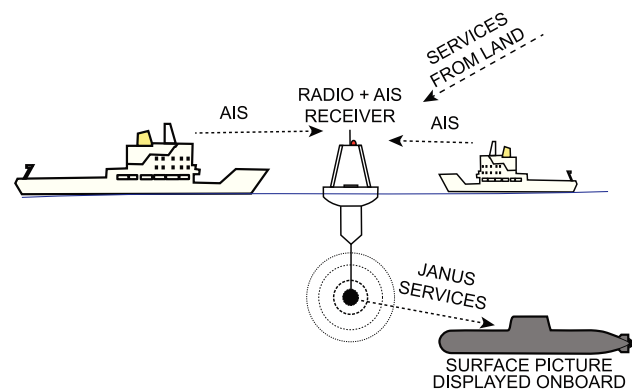 SERVICES
FROM LAND
RADIO + AIS
RECEIVER
AIS
AIS
JANUS
SERVICES
SURFACE PICTURE
DISPLAYED ONBOARD